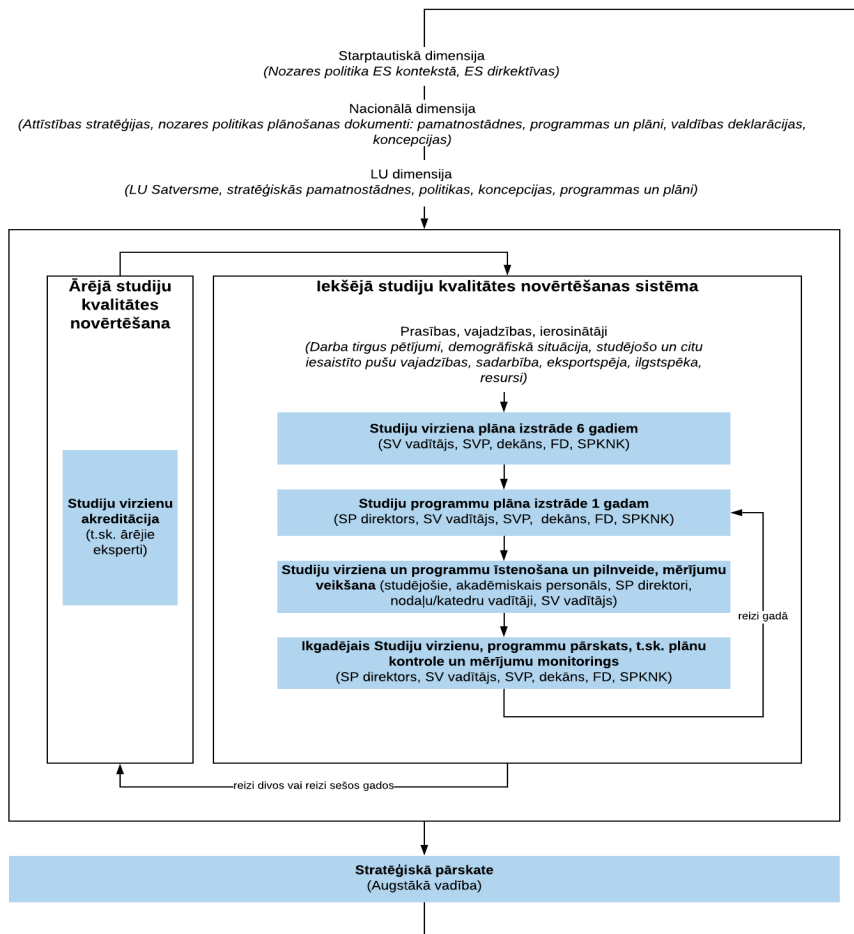 Starptautiskā dimensija
(Nozares politika ES kontekstā, ES dirkektīvas)
Nacionālā dimensija
(Attīstības stratēģijas, nozares politikas plānošanas dokumenti: pamatnostādnes, programmas un plāni, valdības deklarācijas,
koncepcijas)
LU dimensija
(LU Satversme, stratēģiskās pamatnostādnes, politikas, koncepcijas, programmas un plāni)
Ārējā studiju
kvalitātes
novērtēšana
Studiju virzienu
akreditācija
(t.sk. ārējie
eksperti)
Iekšējā studiju kvalitātes novērtēšanas sistēma
Prasības, vajadzības, ierosinātāji
(Darba tirgus pētījumi, demogrāfiskā situācija, studējošo un citu
iesaistīto pušu vajadzības, sadarbība, eksportspēja, ilgstspēka,
resursi)
Studiju virziena plāna izstrāde 6 gadiem
(SV vadītājs, SVP, dekāns, FD, SPKNK)
Studiju programmu plāna izstrāde 1 gadam
(SP direktors, SV vadītājs, SVP, dekāns, FD, SPKNK)
Studiju virziena un programmu īstenošana un pilnveide, mērījumu
veikšana (studējošie, akadēmiskais personāls, SP direktori,
nodaļu/katedru vadītāji, SV vadītājs)
reizi gadā
Ikgadējais Studiju virzienu, programmu pārskats, t.sk. plānu
kontrole un mērījumu monitorings
(SP direktors, SV vadītājs, SVP, dekāns, FD, SPKNK)
reizi divos vai reizi sešos gados
Stratēģiskā pārskate
(Augstākā vadība)